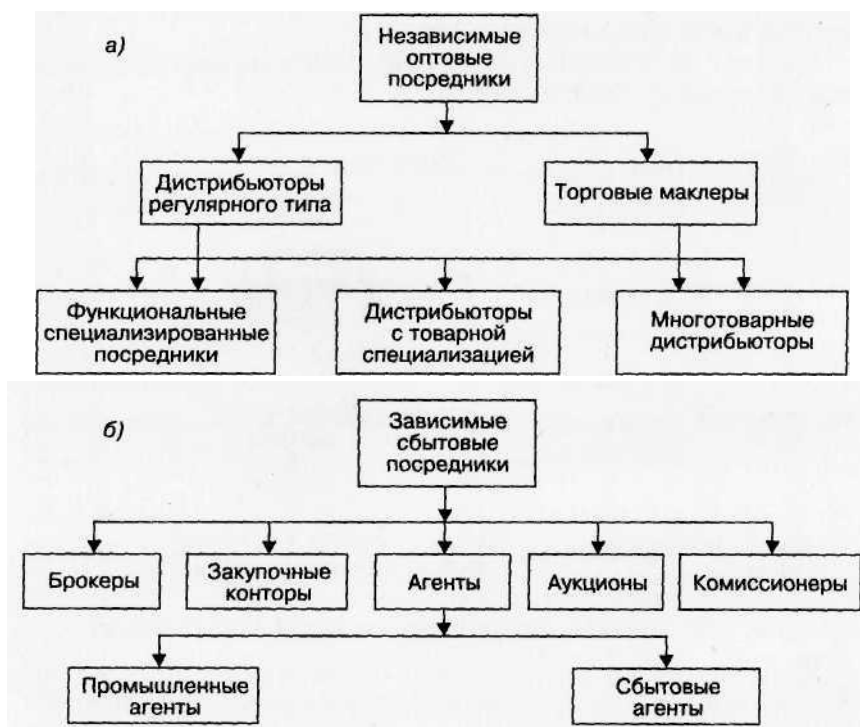 а)
Независимые
оптовые
посредники
Дистрибьюторы
регулярного типа
Торговые маклеры
Функциональные
специализированные
посредники
Дистрибьюторы
с товарной
специализацией
Многотоварные
дистрибьюторы
б)
Зависимые
сбытовые
посредники
Брокеры
Закупочные
конторы
Агенты
Аукционы
Комиссионеры
Промышленные
агенты
Сбытовые
агенты